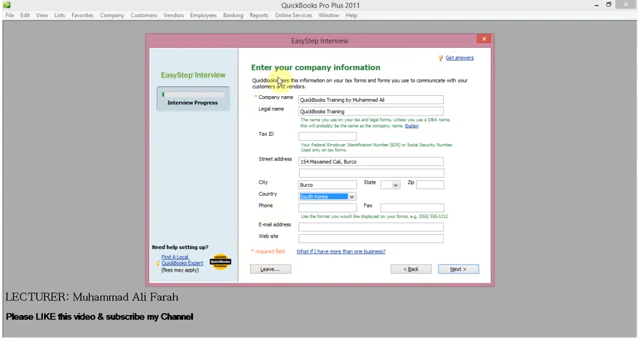 QuickBooks Pro Plus 2011
File Edit View Lists Favorites Company Customers Vendors Employees Banking Reports Online Services Window Help
EasyStep Interview
Get answers
EasyStep Interview
Interview Progress
Enter your company information
QuickBooks uses this information on your tax forms and forms you use to communicate with your
customers and vendors.
* Company name QuickBooks Training by Muhammad Ali
Legal name QuickBooks Training
The name you use on your tax and legal forms. Unless you use a DBA name,
this will probably be the same as the company name. Explain
Tax ID
Your Federal Employer Identification Number (EIN) or Social Security Number.
Used only on tax forms.
Street address 154 Maxamed Cali, Burco
City Burco State Zip
Country South Korea
Phone Fax
Use the format you would like displayed on your forms, e.g. (555) 555-1212
E-mail address
Web site
* required field What if I have more than one business?
Need help setting up?
Find A Local
QuickBooks Expert
(fees may apply)
QuickBooks
Leave... < Back Next >
LECTURER: Muhammad Ali Farah
Please LIKE this video & subscribe my Channel